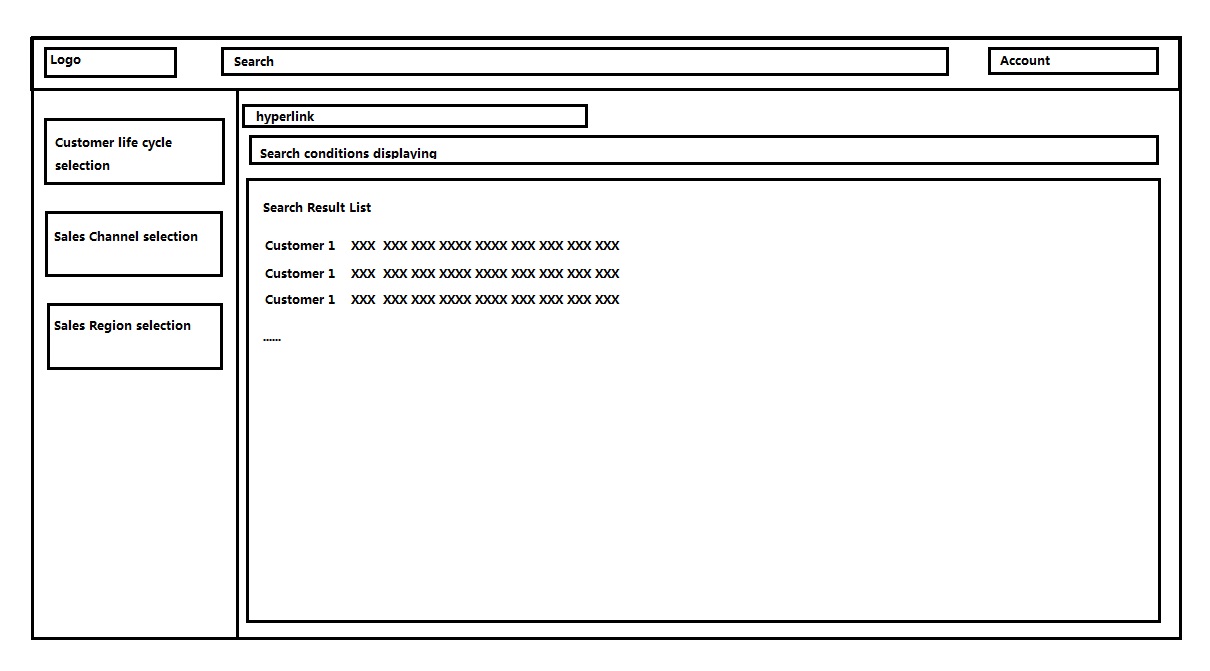 Logo
Search
Account
Customer life cycle
selection
Sales Channel selection
Sales Region selection
hyperlink
Search conditions displaying
Search Result List
Customer 1 XXX XXX XXX XXXX XXXX XXX XXX XXX XXX
Customer 1 XXX XXX XXX XXXX XXXX XXX XXX XXX XXX
Customer 1 XXX XXX XXX XXXX XXXX XXX XXX XXX XXX
......